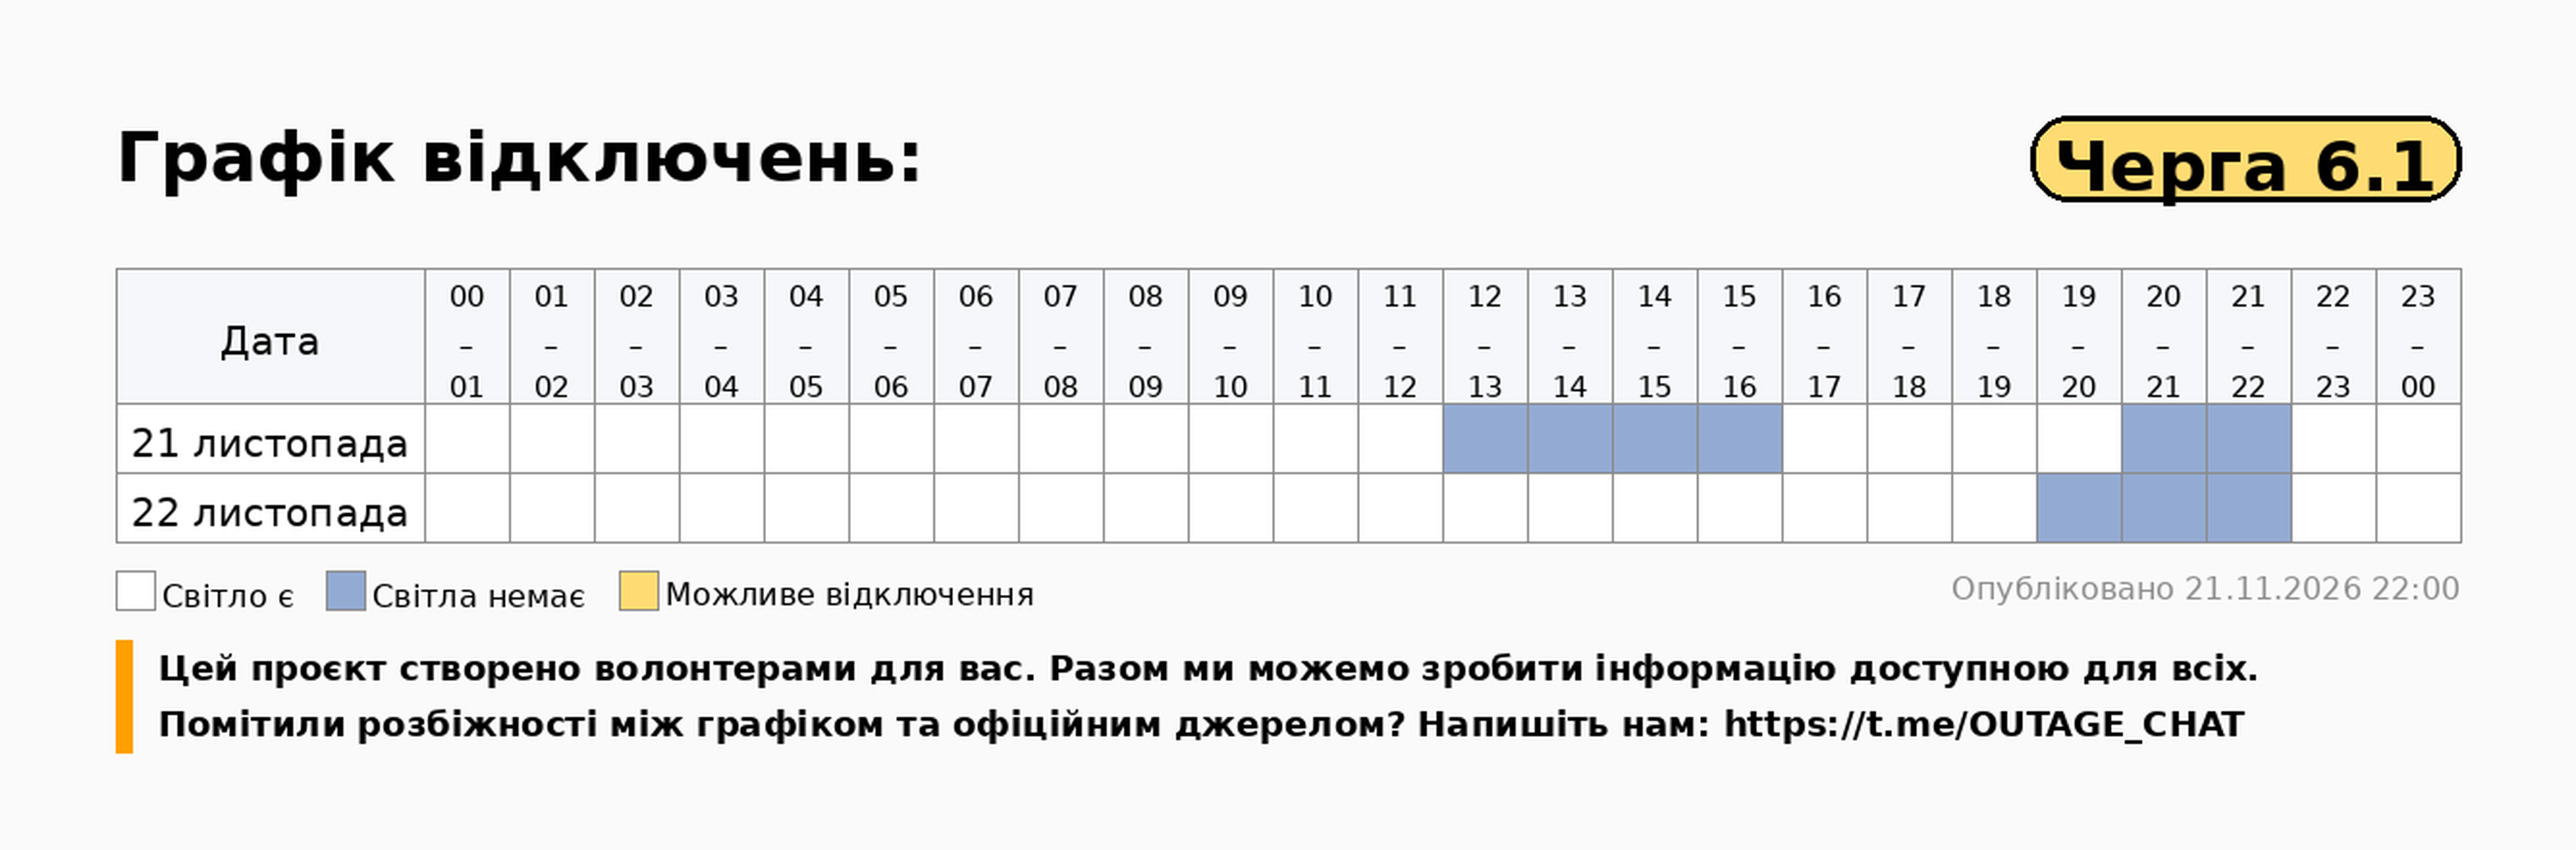 Графік відключень:
Черга 6.1
Дата
00 – 01
01 – 02
02 – 03
03 – 04
04 – 05
05 – 06
06 – 07
07 – 08
08 – 09
09 – 10
10 – 11
11 – 12
12 – 13
13 – 14
14 – 15
15 – 16
16 – 17
17 – 18
18 – 19
19 – 20
20 – 21
21 – 22
22 – 23
23 – 00
21 листопада
22 листопада
Світло є
Світла немає
Можливе відключення
Опубліковано 21.11.2026 22:00
Цей проєкт створено волонтерами для вас. Разом ми можемо зробити інформацію доступною для всіх.
Помітили розбіжності між графіком та офіційним джерелом? Напишіть нам: https://t.me/OUTAGE_CHAT